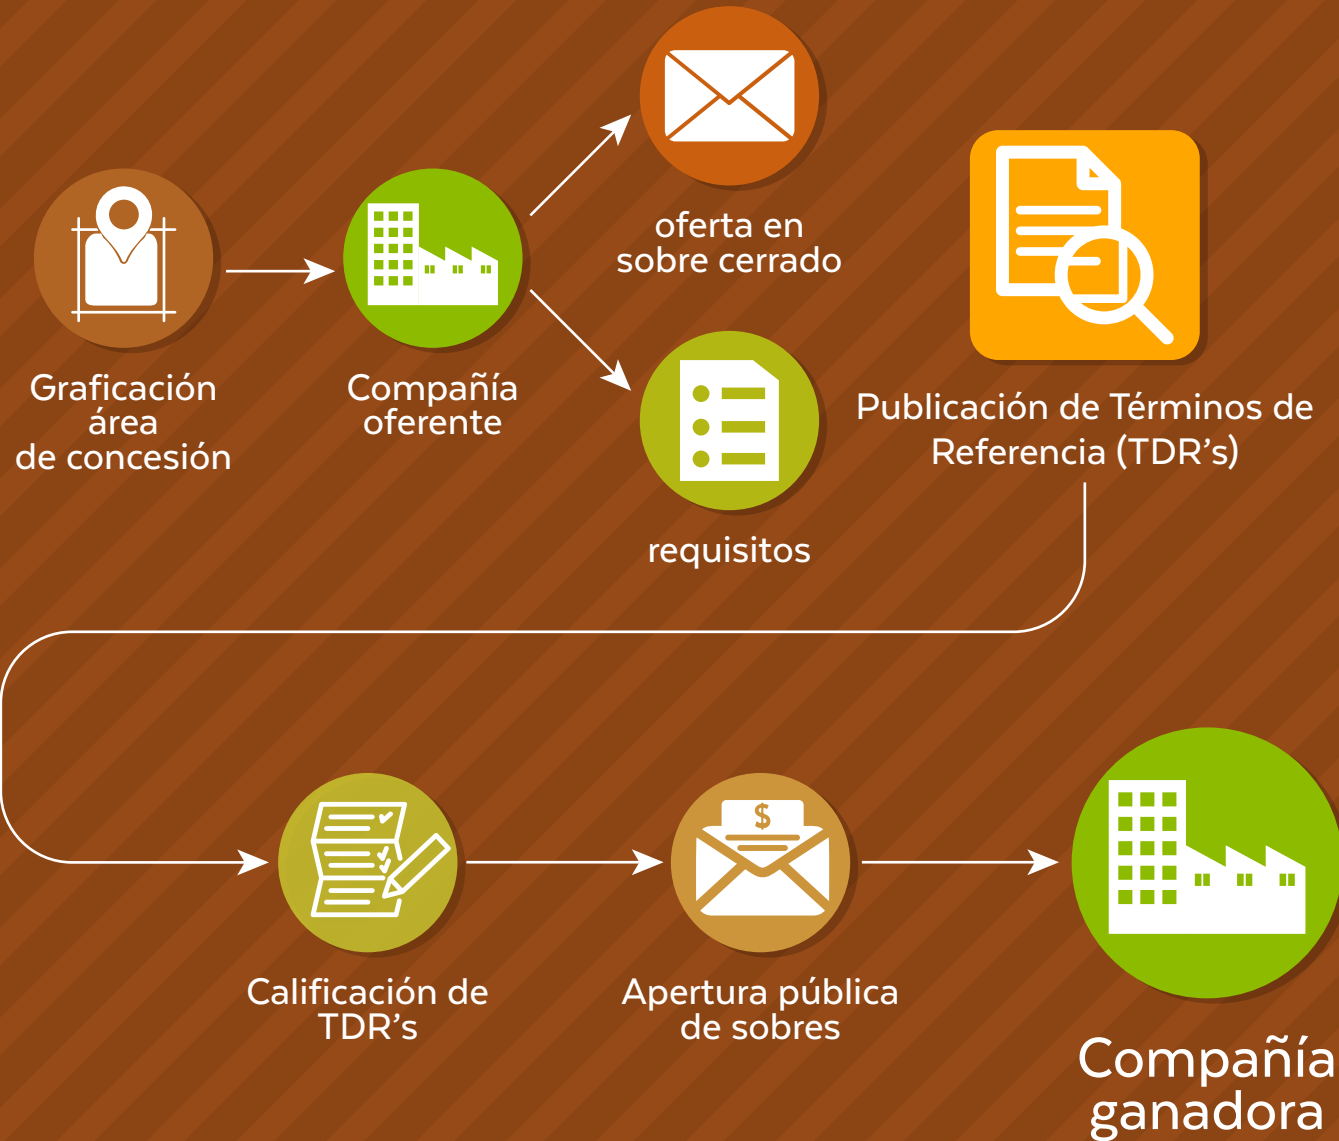 Graficación
área
de concesión
Compañía
oferente
oferta en
sobre cerrado
requisitos
Publicación de Términos de
Referencia (TDR’s)
Calificación de
TDR’s
$
Apertura pública
de sobres
Compañía
ganadora